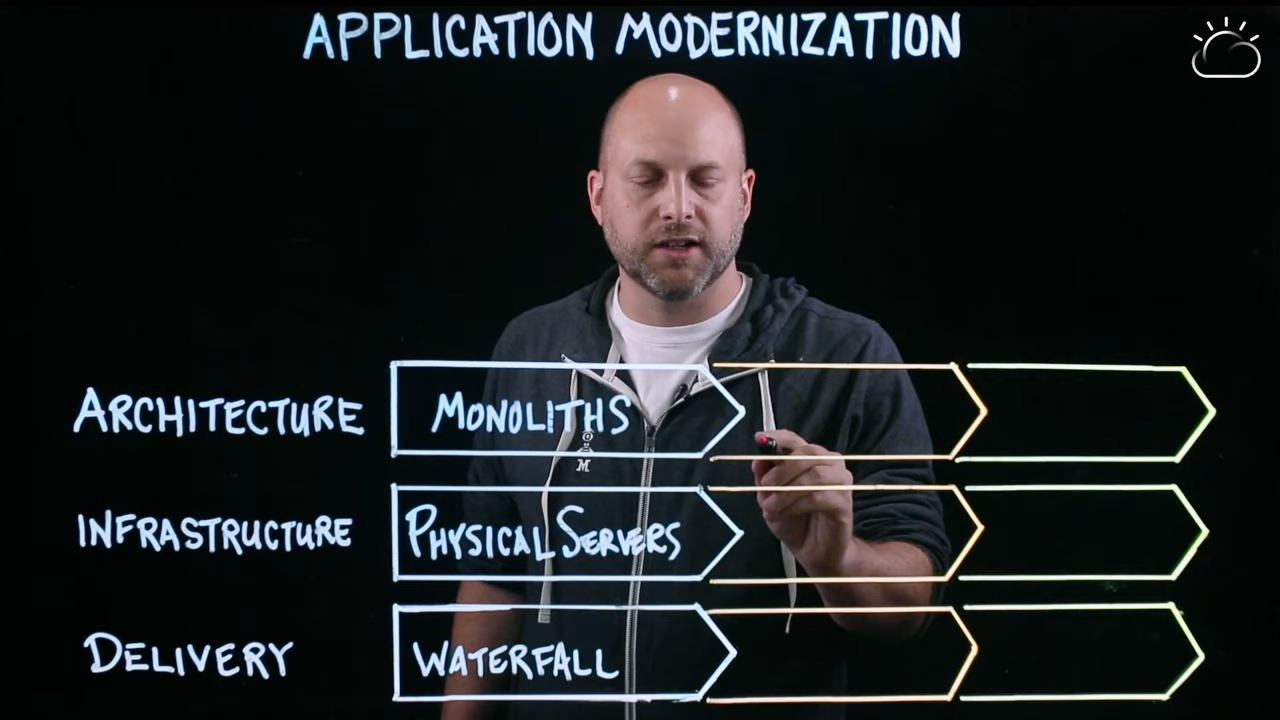 APPLICATION MODERNIZATION
ARCHITECTURE MONOLITHS
M
INFRASTRUCTURE PHYSICAL SERVERS
DELIVERY WATERFALL